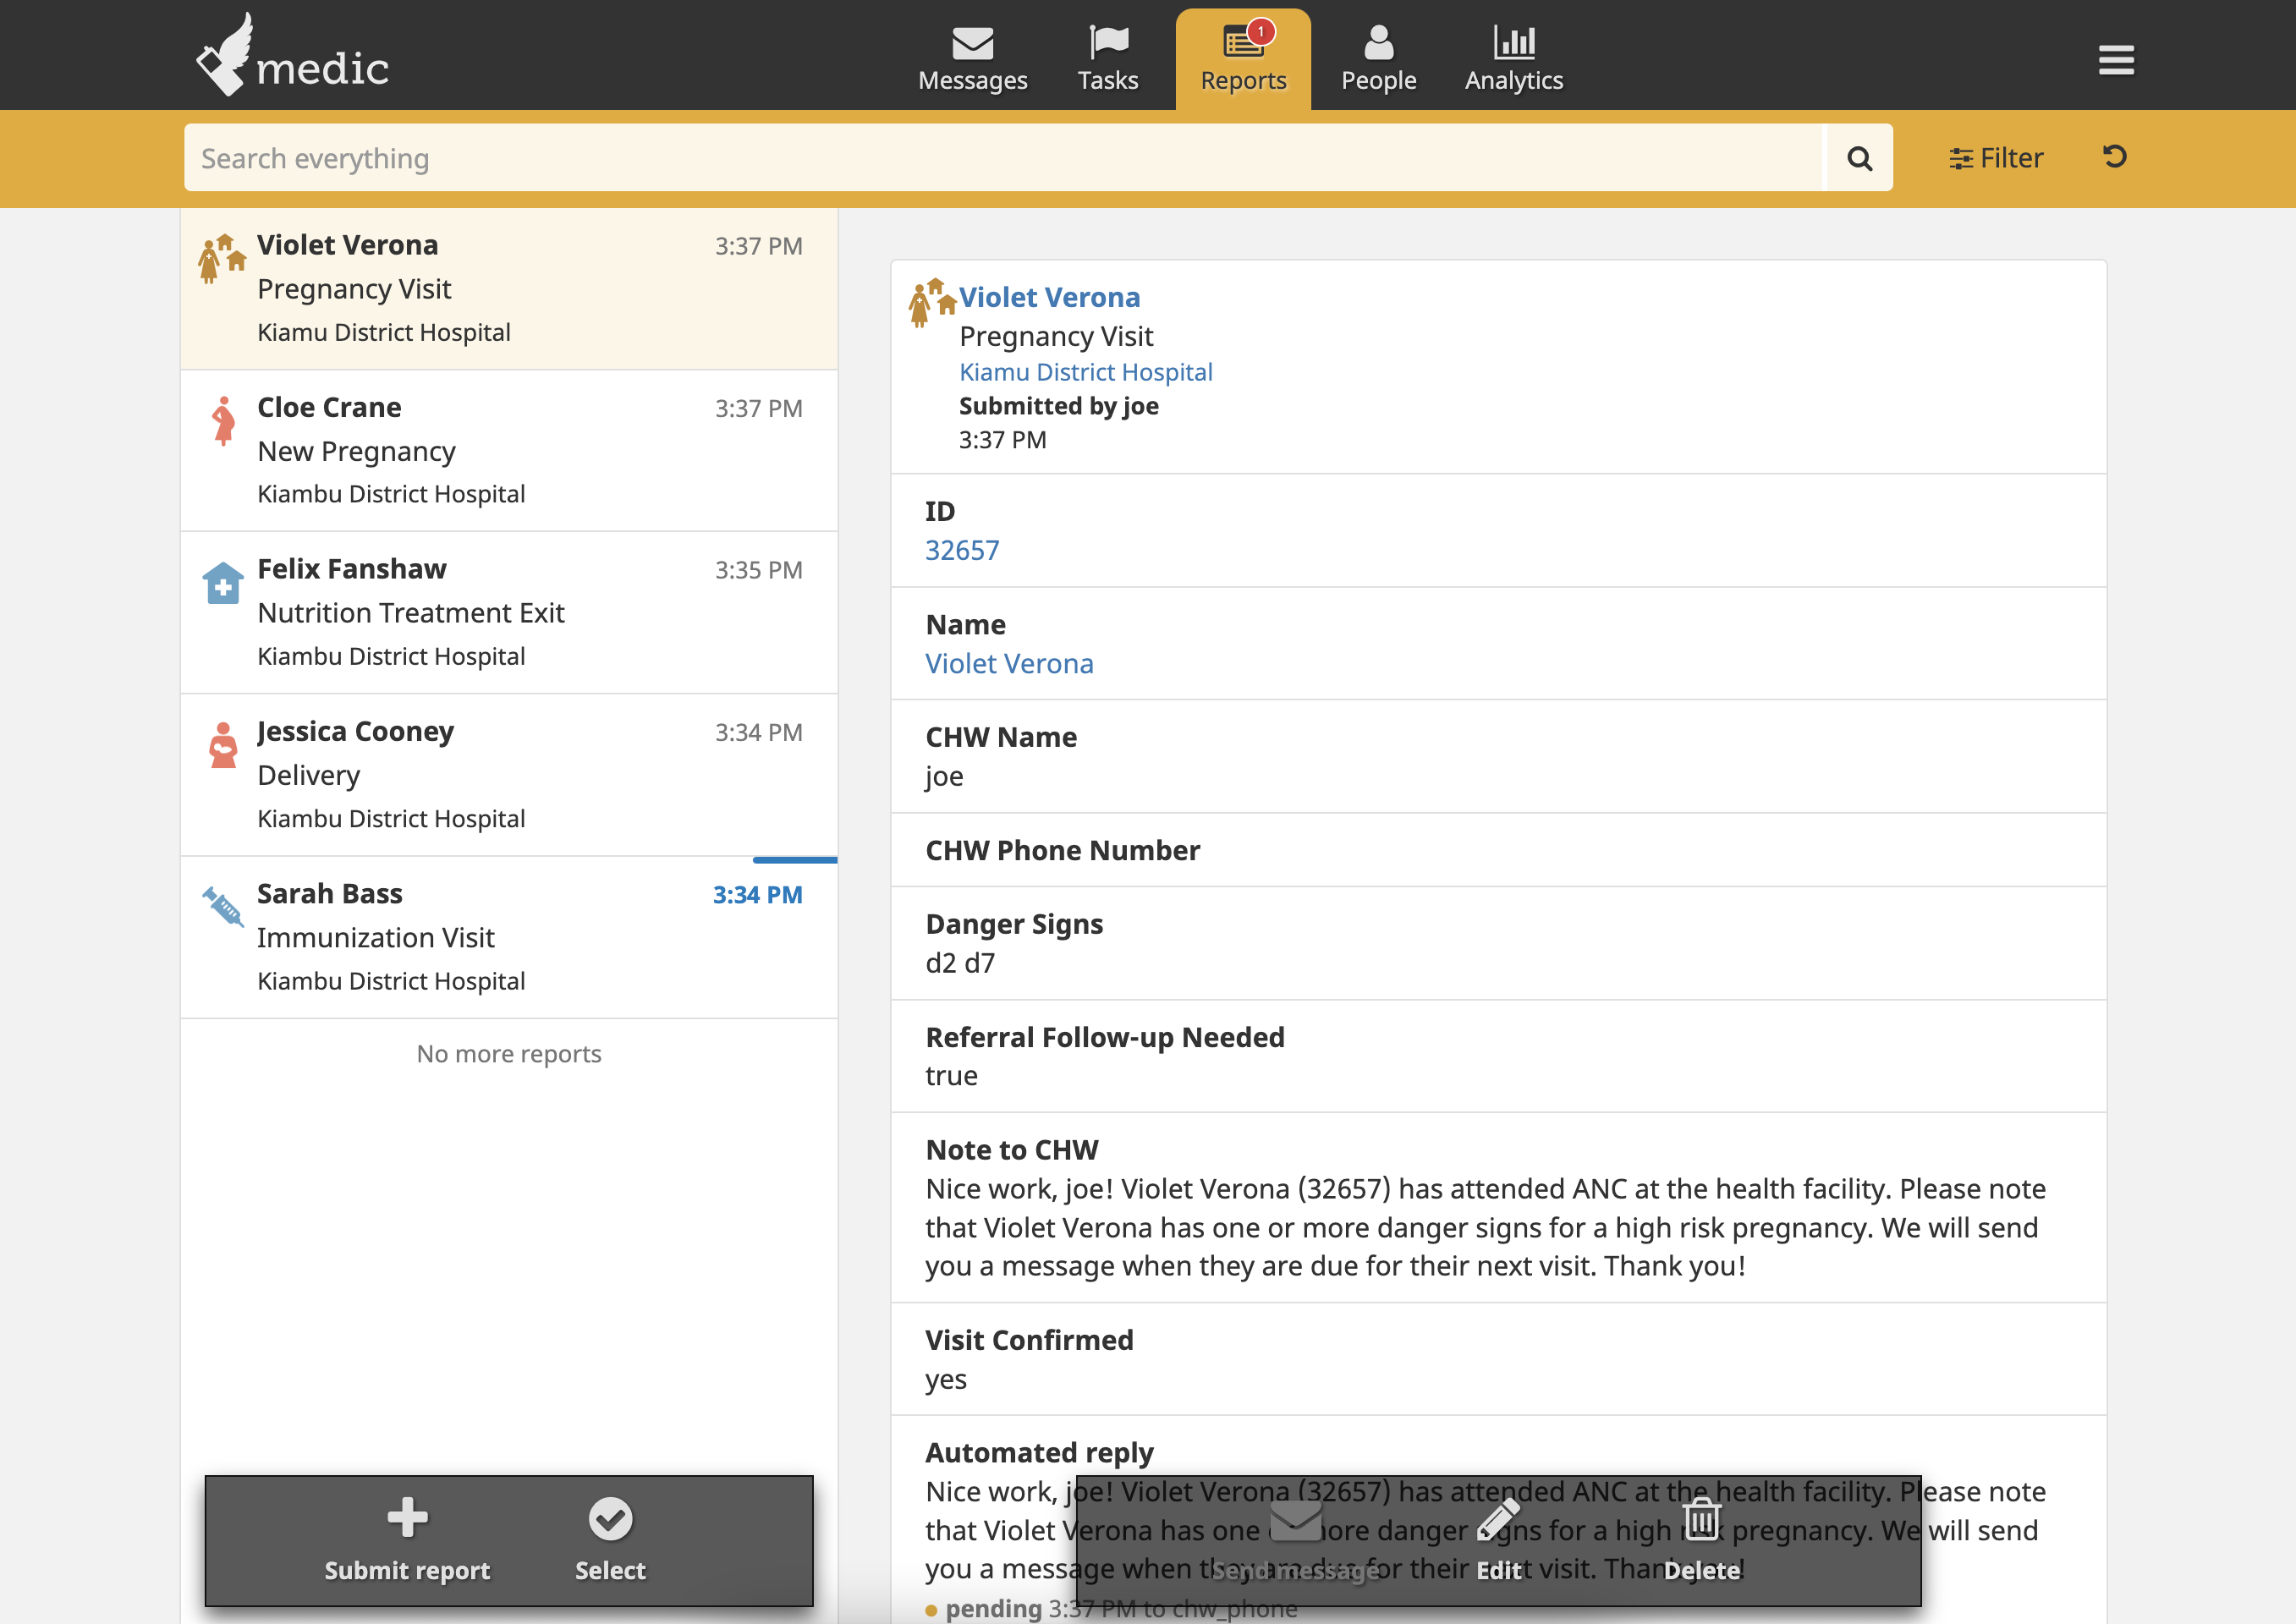 medic
Messages
Tasks
1
Reports
People
Analytics
Search everything
Filter
Violet Verona
3:37 PM
Pregnancy Visit
Kiamu District Hospital
Cloe Crane
3:37 PM
New Pregnancy
Kiambu District Hospital
Felix Fanshaw
3:35 PM
Nutrition Treatment Exit
Kiambu District Hospital
Jessica Cooney
3:34 PM
Delivery
Kiambu District Hospital
Sarah Bass
3:34 PM
Immunization Visit
Kiambu District Hospital
No more reports
Submit report
Select
Violet Verona
Pregnancy Visit
Kiamu District Hospital
Submitted by joe
3:37 PM
ID
32657
Name
Violet Verona
CHW Name
joe
CHW Phone Number
Danger Signs
d2 d7
Referral Follow-up Needed
true
Note to CHW
Nice work, joe! Violet Verona (32657) has attended ANC at the health facility. Please note
that Violet Verona has one or more danger signs for a high risk pregnancy. We will send
you a message when they are due for their next visit. Thank you!
Visit Confirmed
yes
Automated reply
Nice work, joe! Violet Verona (32657) has attended ANC at the health facility. Please note
that Violet Verona has one or more danger signs for a high risk pregnancy. We will send
you a message when they are due for their next visit. Thank you!
pending 3:37 PM to chw_phone
Send message
Edit
Delete